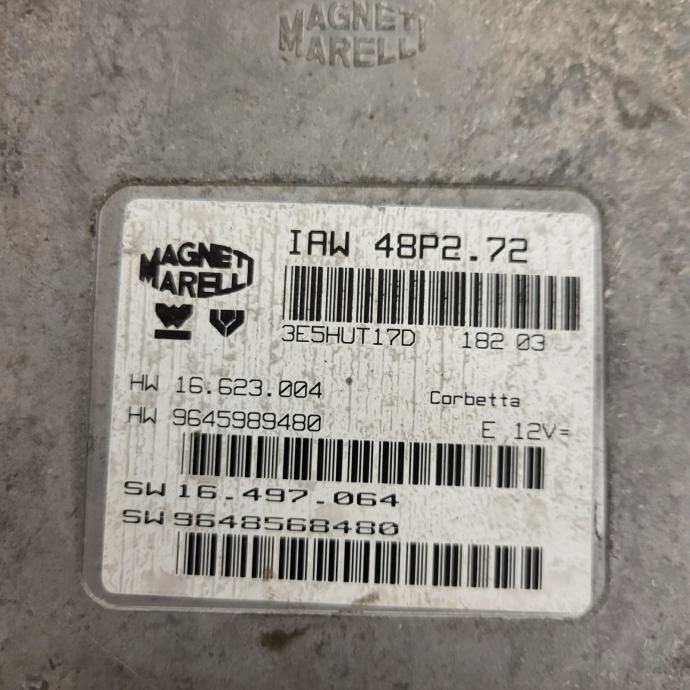 MAGNETI
MARELLI
IAW 48P2.72
MAGNETI
MARELLI
3E5HUT17D 182 03
HW 16.623.004
Corbetta
HW 9645989480
E 12V=
SW 16.497.064
SW 9648568480